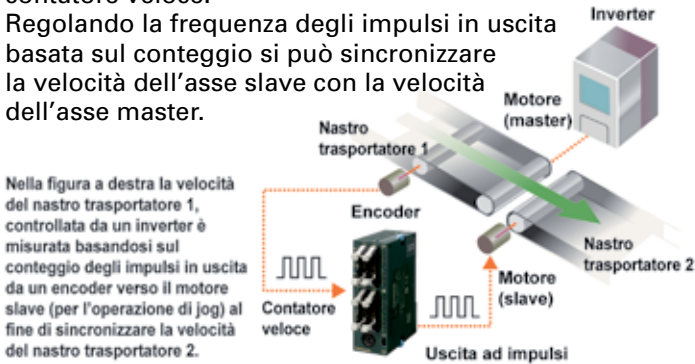 contatore veloce.
Regolando la frequenza degli impulsi in uscita
basata sul conteggio si può sincronizzare
la velocità dell'asse slave con la velocità
dell'asse master.
Inverter
Motore
(master)
Nastro
trasportatore 1
Nella figura a destra la velocità
del nastro trasportatore 1,
controllata da un inverter è
misurata basandosi sul
conteggio degli impulsi in uscita
da un encoder verso il motore
slave (per l'operazione di jog) al
fine di sincronizzare la velocità
del nastro trasportatore 2.
Encoder
Contatore
veloce
Nastro
trasportatore 2
Motore
(slave)
Uscita ad impulsi